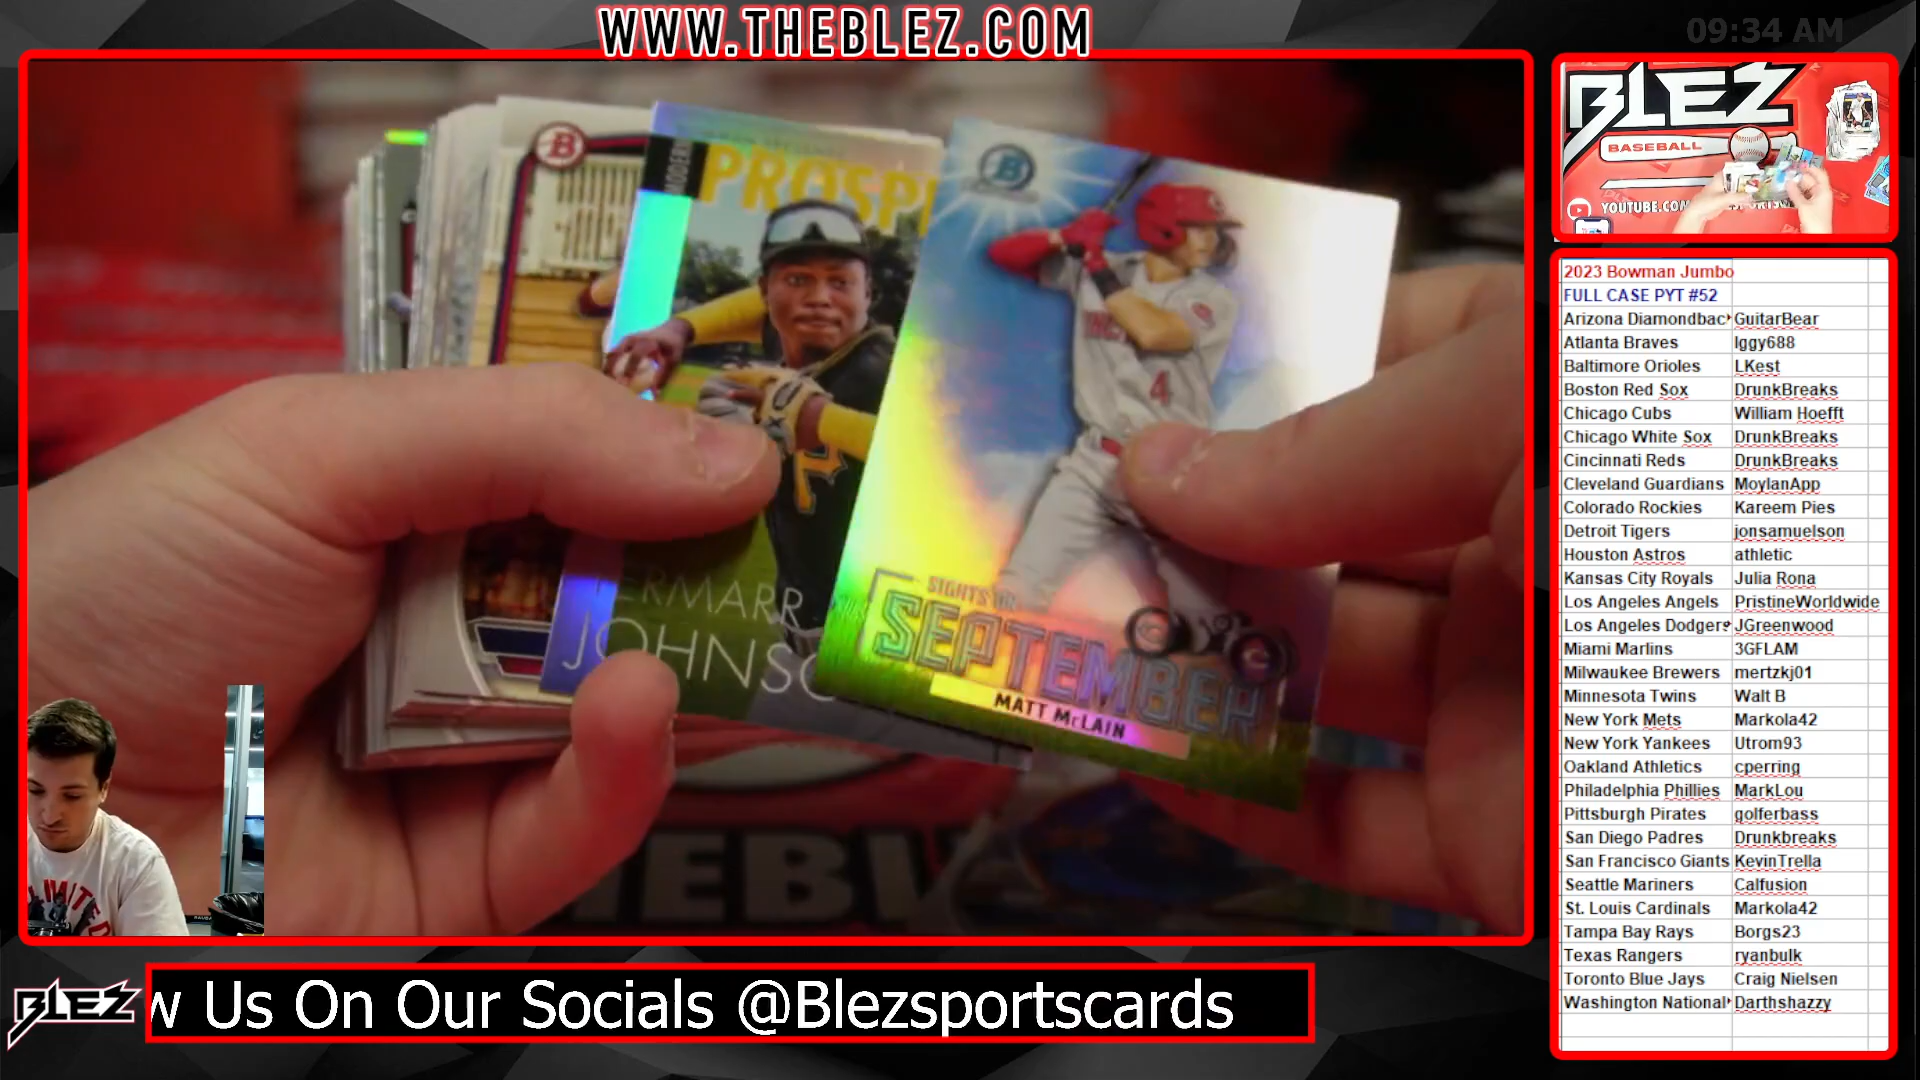 WWW.THEBLEZ.COM
09:34 AM
BLEZ
BASEBALL
YOUTUBE.COM
B
MODERN
PROSP
B
4
ERMARR
JOHNSO
SIGHTS ON
SEPTEMBER
MATT McLAIN
2023 Bowman Jumbo
FULL CASE PYT #52
Arizona Diamondbac GuitarBear
Atlanta Braves Iggy688
Baltimore Orioles LKest
Boston Red Sox DrunkBreaks
Chicago Cubs William Hoefft
Chicago White Sox DrunkBreaks
Cincinnati Reds DrunkBreaks
Cleveland Guardians MoylanApp
Colorado Rockies Kareem Pies
Detroit Tigers jonsamuelson
Houston Astros athletic
Kansas City Royals Julia Rona
Los Angeles Angels PristineWorldwide
Los Angeles Dodgers JGreenwood
Miami Marlins 3GFLAM
Milwaukee Brewers mertzkj01
Minnesota Twins Walt B
New York Mets Markola42
New York Yankees Utrom93
Oakland Athletics cperring
Philadelphia Phillies MarkLou
Pittsburgh Pirates golferbass
San Diego Padres Drunkbreaks
San Francisco Giants KevinTrella
Seattle Mariners Calfusion
St. Louis Cardinals Markola42
Tampa Bay Rays Borgs23
Texas Rangers ryanbulk
Toronto Blue Jays Craig Nielsen
Washington National Darthshazzy
BLEZ
w Us On Our Socials @Blezsportscards